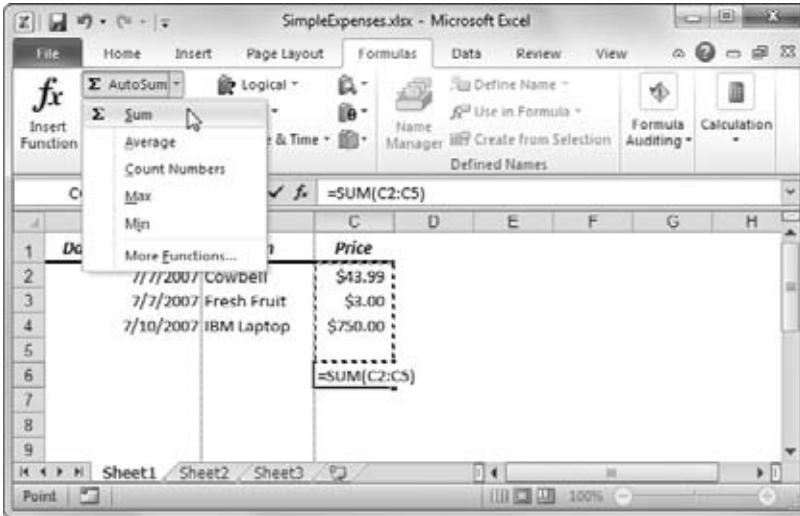 SimpleExpenses.xlsx - Microsoft Excel
File Home Insert Page Layout Formulas Data Review View
fx Σ AutoSum Logical Define Name
Σ Sum Use in Formula
Insert Function Average & Time Name Manager Create from Selection Formula Auditing Calculation
Count Numbers Defined Names
Max fx =SUM(C2:C5)
Min C D E F G H
1 Price
More Functions...
2 7/7/2007 Cowbell $43.99
3 7/7/2007 Fresh Fruit $3.00
4 7/10/2007 IBM Laptop $750.00
5
6 =SUM(C2:C5)
7
8
9
Sheet1 Sheet2 Sheet3
Point 100%